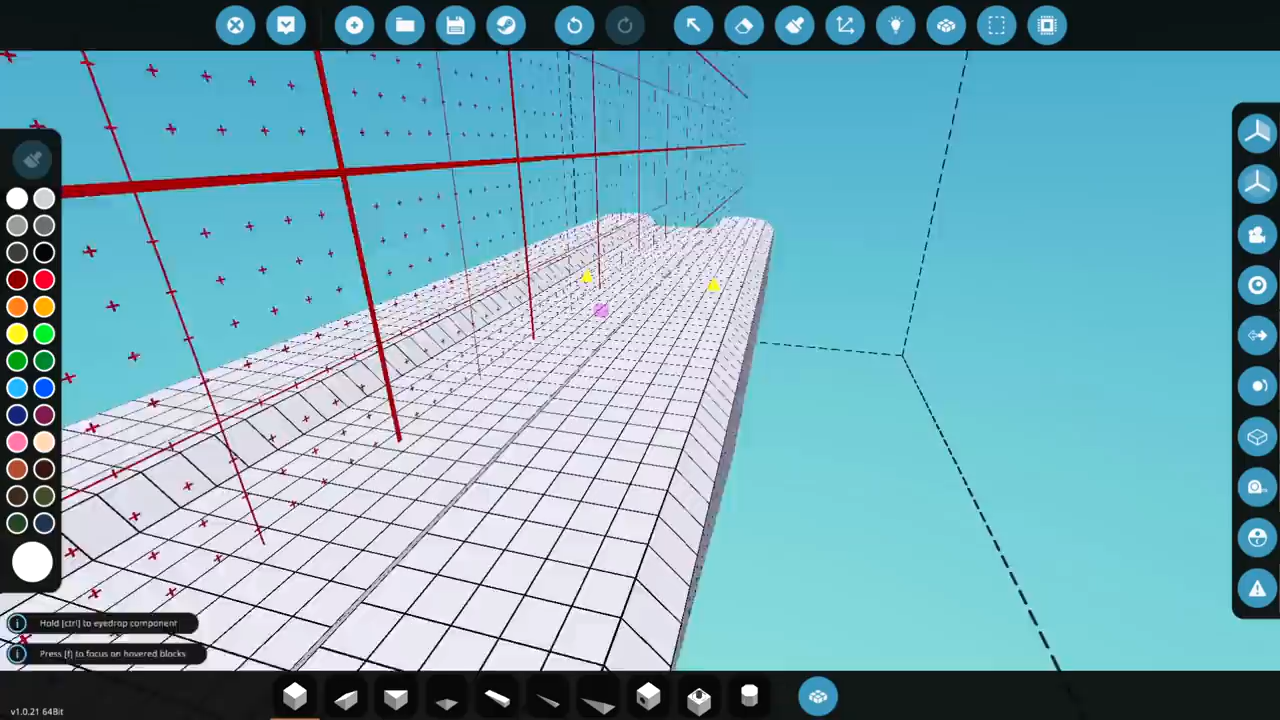 Hold [ctrl] to eyedrop component
Press [f] to focus on hovered blocks
v1.0.21 64Bit